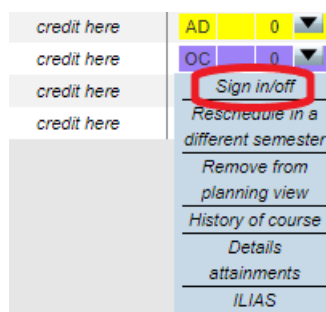 credit here AD 0
credit here OC 0
credit here Sign in/off
credit here Reschedule in a
different semester
Remove from
planning view
History of course
Details
attainments
ILIAS